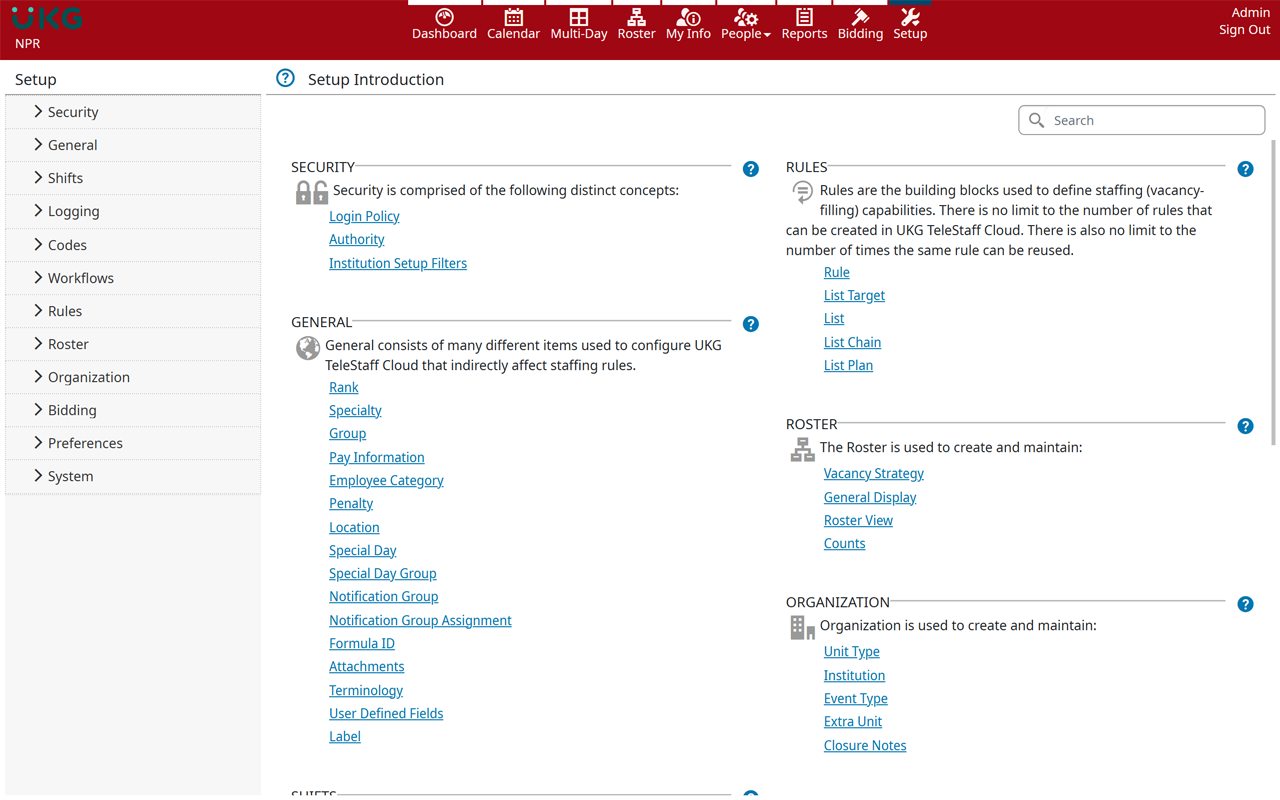 UKG
NPR
Dashboard
Calendar
Multi-Day
Roster
My Info
People
Reports
Bidding
Setup
Admin
Sign Out
Setup
Security
General
Shifts
Logging
Codes
Workflows
Rules
Roster
Organization
Bidding
Preferences
System
? Setup Introduction
Search
SECURITY ?
Security is comprised of the following distinct concepts:
Login Policy
Authority
Institution Setup Filters
GENERAL ?
General consists of many different items used to configure UKG
TeleStaff Cloud that indirectly affect staffing rules.
Rank
Specialty
Group
Pay Information
Employee Category
Penalty
Location
Special Day
Special Day Group
Notification Group
Notification Group Assignment
Formula ID
Attachments
Terminology
User Defined Fields
Label
SHIFTS
RULES ?
Rules are the building blocks used to define staffing (vacancy-
filling) capabilities. There is no limit to the number of rules that
can be created in UKG TeleStaff Cloud. There is also no limit to the
number of times the same rule can be reused.
Rule
List Target
List
List Chain
List Plan
ROSTER ?
The Roster is used to create and maintain:
Vacancy Strategy
General Display
Roster View
Counts
ORGANIZATION ?
Organization is used to create and maintain:
Unit Type
Institution
Event Type
Extra Unit
Closure Notes